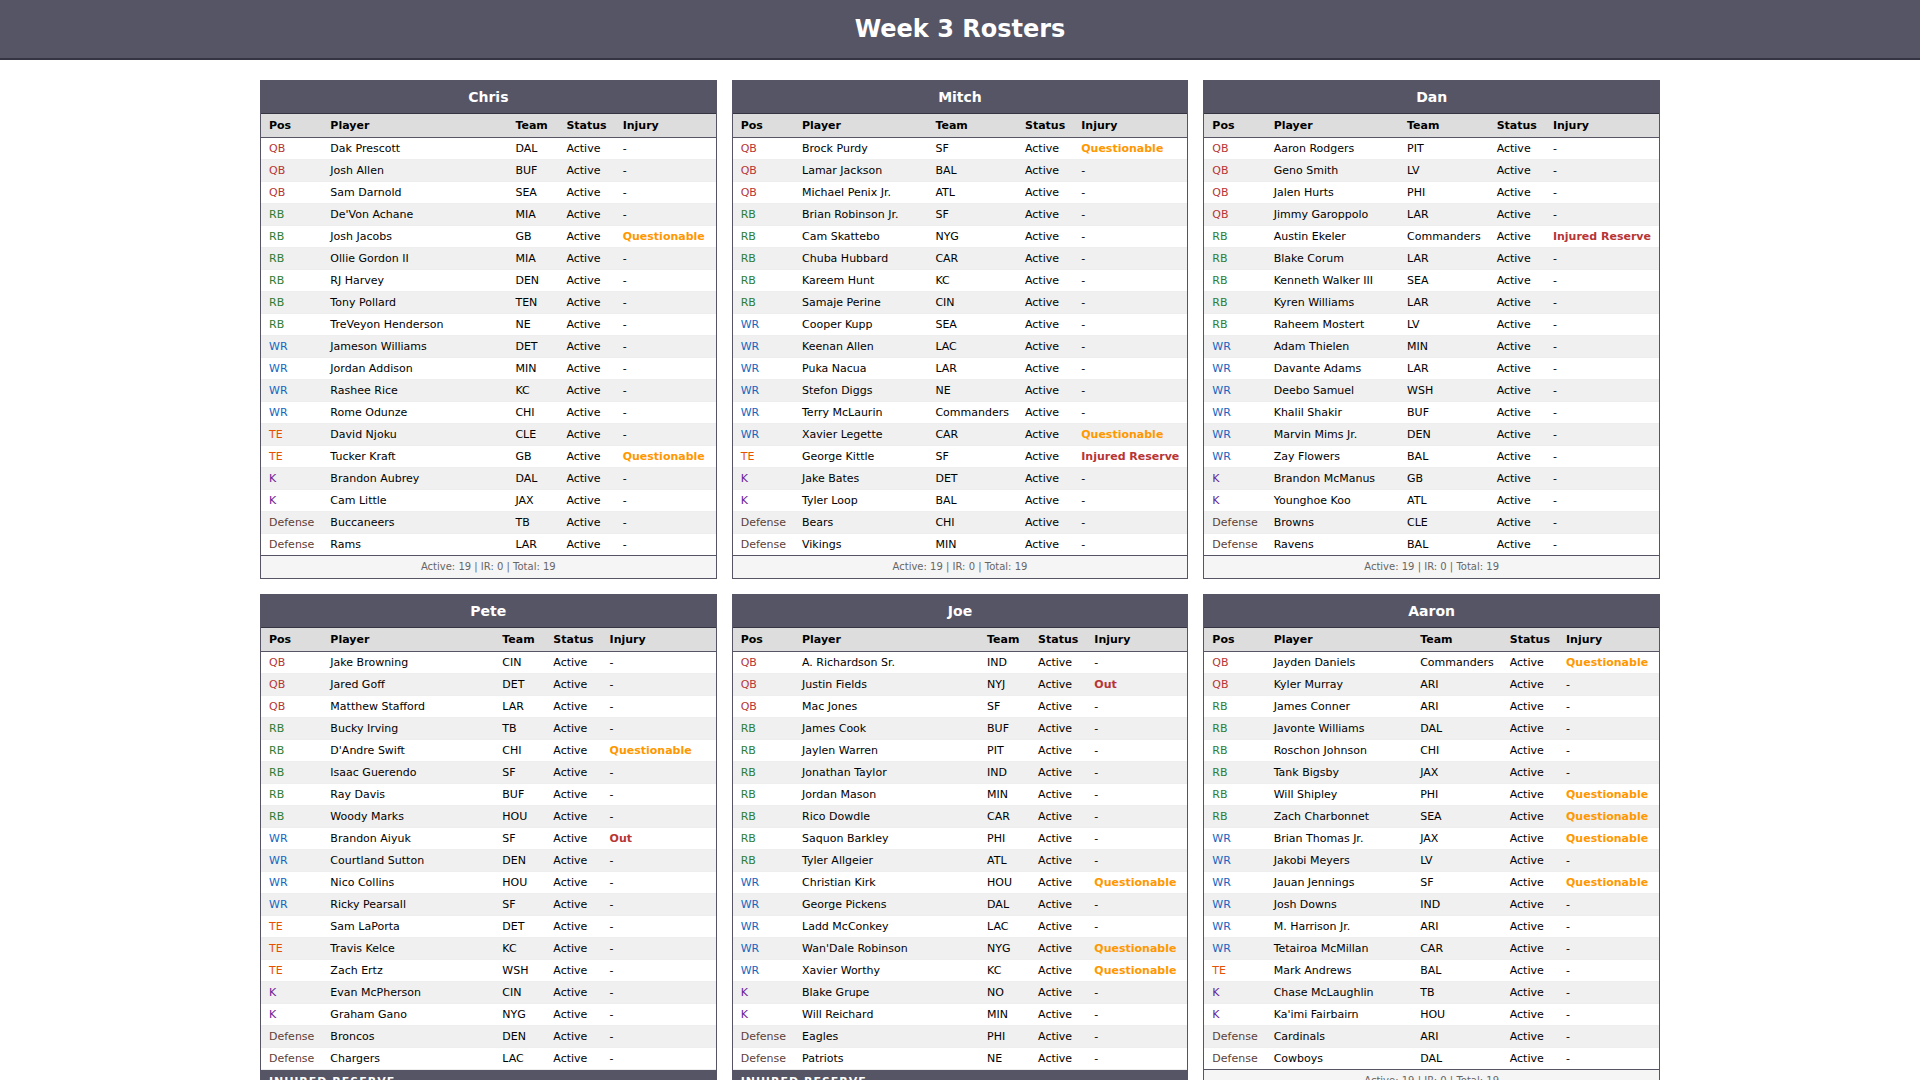 Week 3 Rosters
Chris
Pos Player Team Status Injury
QB Dak Prescott DAL Active -
QB Josh Allen BUF Active -
QB Sam Darnold SEA Active -
RB De'Von Achane MIA Active -
RB Josh Jacobs GB Active Questionable
RB Ollie Gordon II MIA Active -
RB RJ Harvey DEN Active -
RB Tony Pollard TEN Active -
RB TreVeyon Henderson NE Active -
WR Jameson Williams DET Active -
WR Jordan Addison MIN Active -
WR Rashee Rice KC Active -
WR Rome Odunze CHI Active -
TE David Njoku CLE Active -
TE Tucker Kraft GB Active Questionable
K Brandon Aubrey DAL Active -
K Cam Little JAX Active -
Defense Buccaneers TB Active -
Defense Rams LAR Active -
Active: 19 | IR: 0 | Total: 19
Mitch
Pos Player Team Status Injury
QB Brock Purdy SF Active Questionable
QB Lamar Jackson BAL Active -
QB Michael Penix Jr. ATL Active -
RB Brian Robinson Jr. SF Active -
RB Cam Skattebo NYG Active -
RB Chuba Hubbard CAR Active -
RB Kareem Hunt KC Active -
RB Samaje Perine CIN Active -
WR Cooper Kupp SEA Active -
WR Keenan Allen LAC Active -
WR Puka Nacua LAR Active -
WR Stefon Diggs NE Active -
WR Terry McLaurin Commanders Active -
WR Xavier Legette CAR Active Questionable
TE George Kittle SF Active Injured Reserve
K Jake Bates DET Active -
K Tyler Loop BAL Active -
Defense Bears CHI Active -
Defense Vikings MIN Active -
Active: 19 | IR: 0 | Total: 19
Dan
Pos Player Team Status Injury
QB Aaron Rodgers PIT Active -
QB Geno Smith LV Active -
QB Jalen Hurts PHI Active -
QB Jimmy Garoppolo LAR Active -
RB Austin Ekeler Commanders Active Injured Reserve
RB Blake Corum LAR Active -
RB Kenneth Walker III SEA Active -
RB Kyren Williams LAR Active -
RB Raheem Mostert LV Active -
WR Adam Thielen MIN Active -
WR Davante Adams LAR Active -
WR Deebo Samuel WSH Active -
WR Khalil Shakir BUF Active -
WR Marvin Mims Jr. DEN Active -
WR Zay Flowers BAL Active -
K Brandon McManus GB Active -
K Younghoe Koo ATL Active -
Defense Browns CLE Active -
Defense Ravens BAL Active -
Active: 19 | IR: 0 | Total: 19
Pete
Pos Player Team Status Injury
QB Jake Browning CIN Active -
QB Jared Goff DET Active -
QB Matthew Stafford LAR Active -
RB Bucky Irving TB Active -
RB D'Andre Swift CHI Active Questionable
RB Isaac Guerendo SF Active -
RB Ray Davis BUF Active -
RB Woody Marks HOU Active -
WR Brandon Aiyuk SF Active Out
WR Courtland Sutton DEN Active -
WR Nico Collins HOU Active -
WR Ricky Pearsall SF Active -
TE Sam LaPorta DET Active -
TE Travis Kelce KC Active -
TE Zach Ertz WSH Active -
K Evan McPherson CIN Active -
K Graham Gano NYG Active -
Defense Broncos DEN Active -
Defense Chargers LAC Active -
INJURED RESERVE
Joe
Pos Player Team Status Injury
QB A. Richardson Sr. IND Active -
QB Justin Fields NYJ Active Out
QB Mac Jones SF Active -
RB James Cook BUF Active -
RB Jaylen Warren PIT Active -
RB Jonathan Taylor IND Active -
RB Jordan Mason MIN Active -
RB Rico Dowdle CAR Active -
RB Saquon Barkley PHI Active -
RB Tyler Allgeier ATL Active -
WR Christian Kirk HOU Active Questionable
WR George Pickens DAL Active -
WR Ladd McConkey LAC Active -
WR Wan'Dale Robinson NYG Active Questionable
WR Xavier Worthy KC Active Questionable
K Blake Grupe NO Active -
K Will Reichard MIN Active -
Defense Eagles PHI Active -
Defense Patriots NE Active -
INJURED RESERVE
Aaron
Pos Player Team Status Injury
QB Jayden Daniels Commanders Active Questionable
QB Kyler Murray ARI Active -
RB James Conner ARI Active -
RB Javonte Williams DAL Active -
RB Roschon Johnson CHI Active -
RB Tank Bigsby JAX Active -
RB Will Shipley PHI Active Questionable
RB Zach Charbonnet SEA Active Questionable
WR Brian Thomas Jr. JAX Active Questionable
WR Jakobi Meyers LV Active -
WR Jauan Jennings SF Active Questionable
WR Josh Downs IND Active -
WR M. Harrison Jr. ARI Active -
WR Tetairoa McMillan CAR Active -
TE Mark Andrews BAL Active -
K Chase McLaughlin TB Active -
K Ka'imi Fairbairn HOU Active -
Defense Cardinals ARI Active -
Defense Cowboys DAL Active -
Active: 19 | IR: 0 | Total: 19